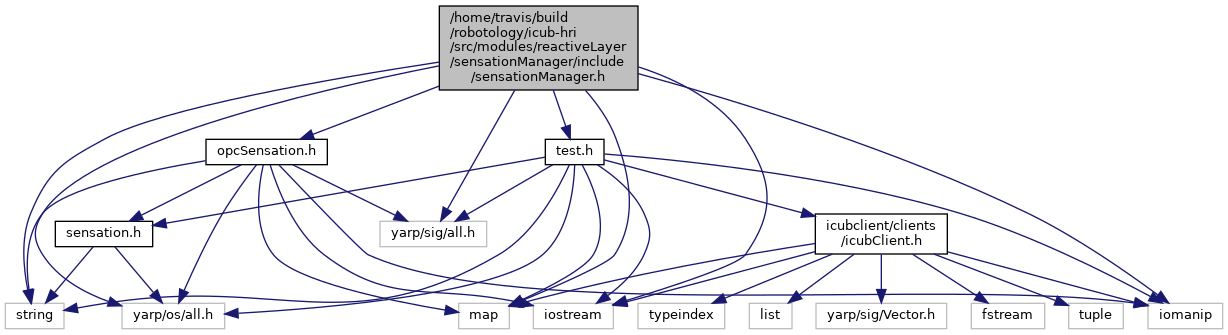 /home/travis/build
/robotology/icub-hri
/src/modules/reactiveLayer
/sensationManager/include
/sensationManager.h
opcSensation.h
test.h
sensation.h
yarp/sig/all.h
icubclient/clients
/icubClient.h
string
yarp/os/all.h
map
iostream
typeindex
list
yarp/sig/Vector.h
fstream
tuple
iomanip